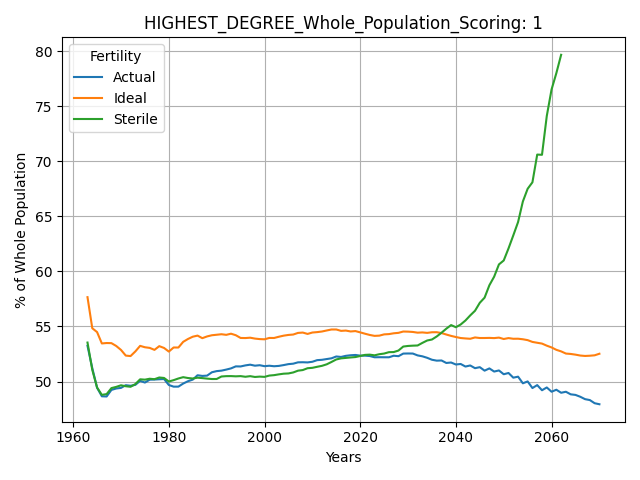 HIGHEST_DEGREE_Whole_Population_Scoring: 1
Fertility
Actual
Ideal
Sterile
% of Whole Population
80
75
70
65
60
55
50
1960
1980
2000
2020
2040
2060
Years